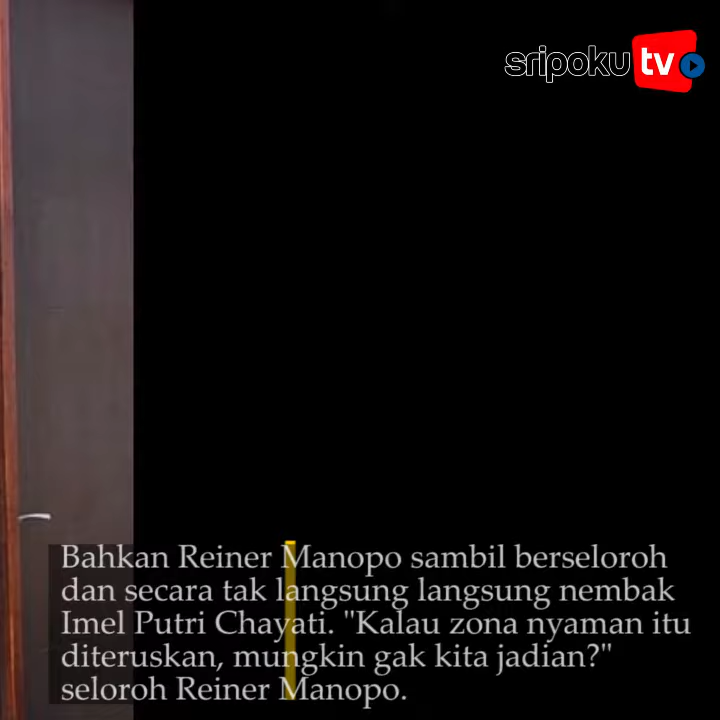 sripoku tv
Bahkan Reiner Manopo sambil berseloroh
dan secara tak langsung langsung nembak
Imel Putri Chayati. "Kalau zona nyaman itu
diteruskan, mungkin gak kita jadian?"
seloroh Reiner Manopo.